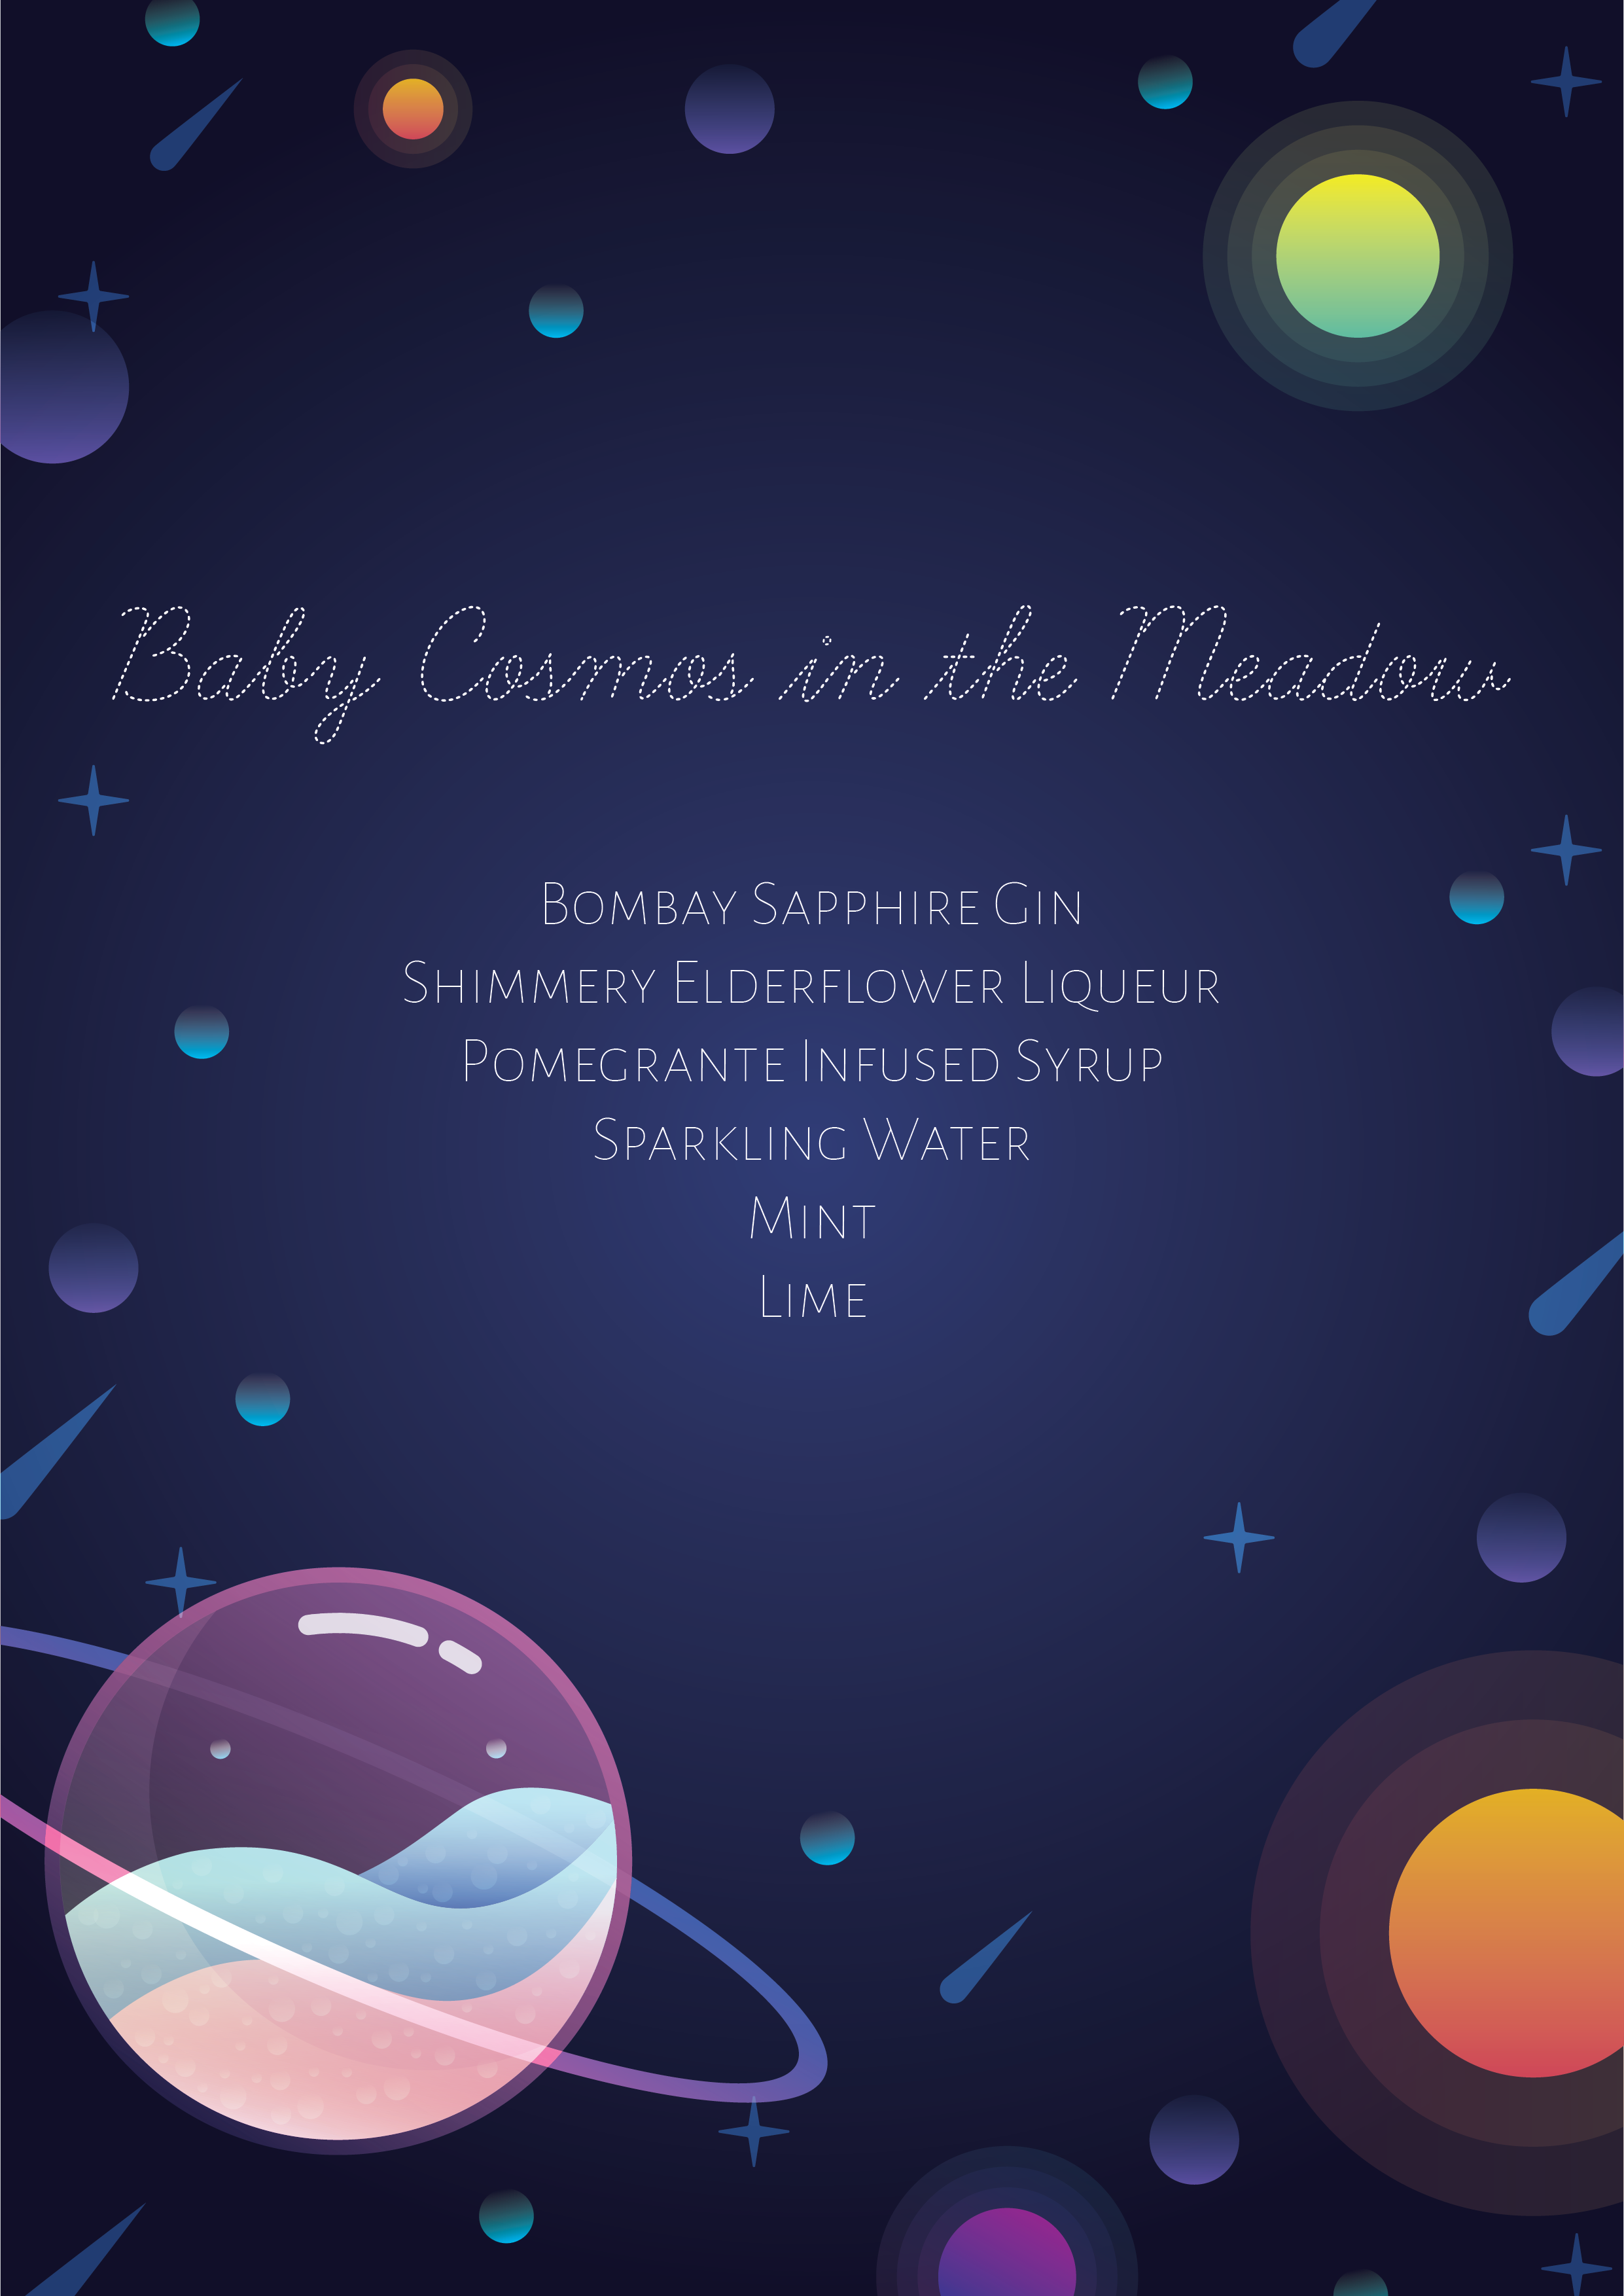 Baby Cosmos in the Meadow
Bombay Sapphire Gin
Shimmery Elderflower Liqueur
Pomegrante Infused Syrup
Sparkling Water
Mint
Lime